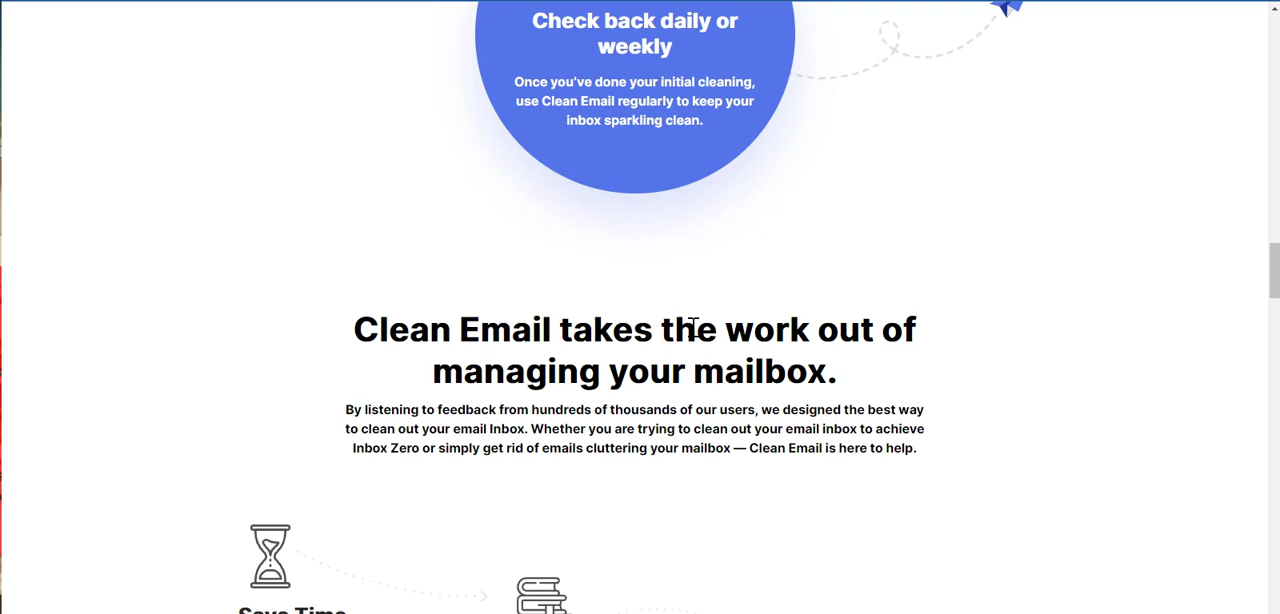 Check back daily or
weekly
Once you've done your initial cleaning,
use Clean Email regularly to keep your
inbox sparkling clean.
Clean Email takes the work out of
managing your mailbox.
By listening to feedback from hundreds of thousands of our users, we designed the best way
to clean out your email Inbox. Whether you are trying to clean out your email inbox to achieve
Inbox Zero or simply get rid of emails cluttering your mailbox — Clean Email is here to help.
Save Time